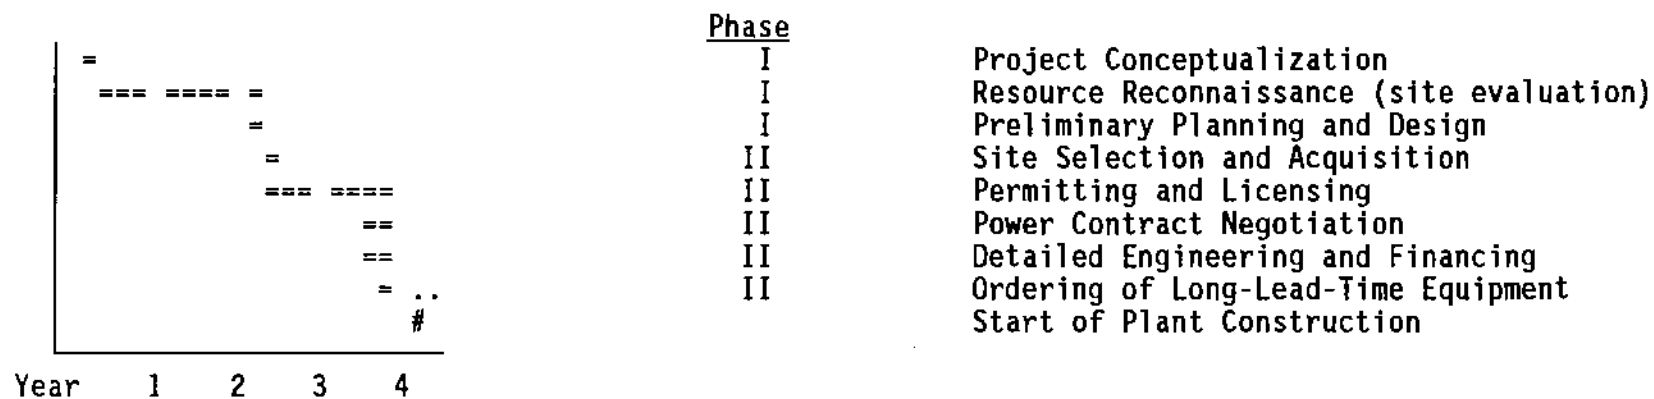 Phase
= I Project Conceptualization
=== ==== = I Resource Reconnaissance (site evaluation)
= I Preliminary Planning and Design
= II Site Selection and Acquisition
=== ==== II Permitting and Licensing
== II Power Contract Negotiation
== II Detailed Engineering and Financing
= .. II Ordering of Long-Lead-Time Equipment
# Start of Plant Construction
Year 1 2 3 4